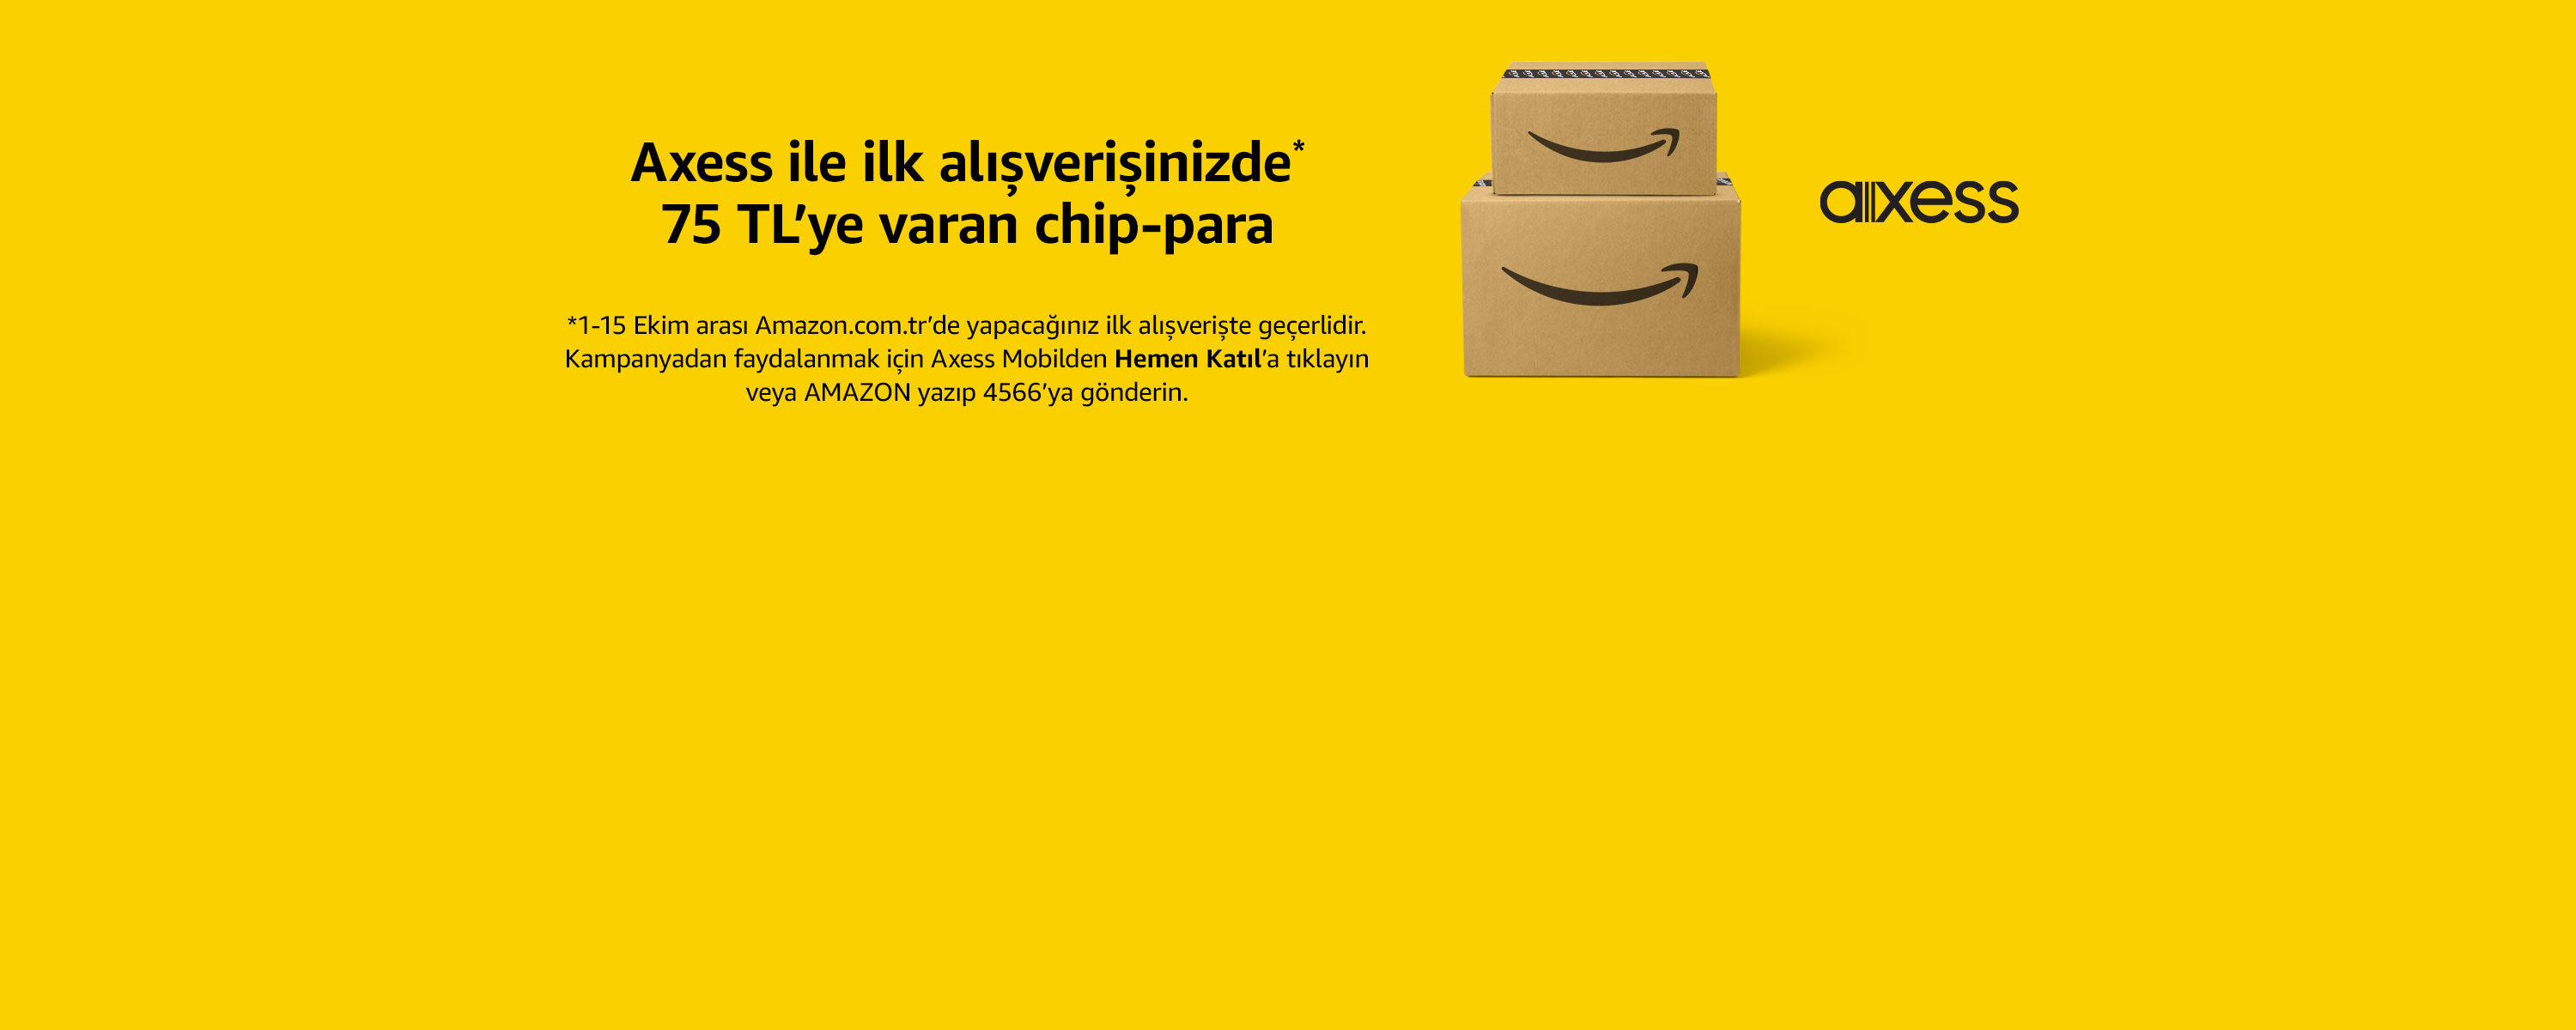 Axess ile ilk alışverişinizde*
75 TL’ye varan chip-para
axess
*1-15 Ekim arası Amazon.com.tr’de yapacağınız ilk alışverişte geçerlidir.
Kampanyadan faydalanmak için Axess Mobilden Hemen Katıl’a tıklayın
veya AMAZON yazıp 4566’ya gönderin.